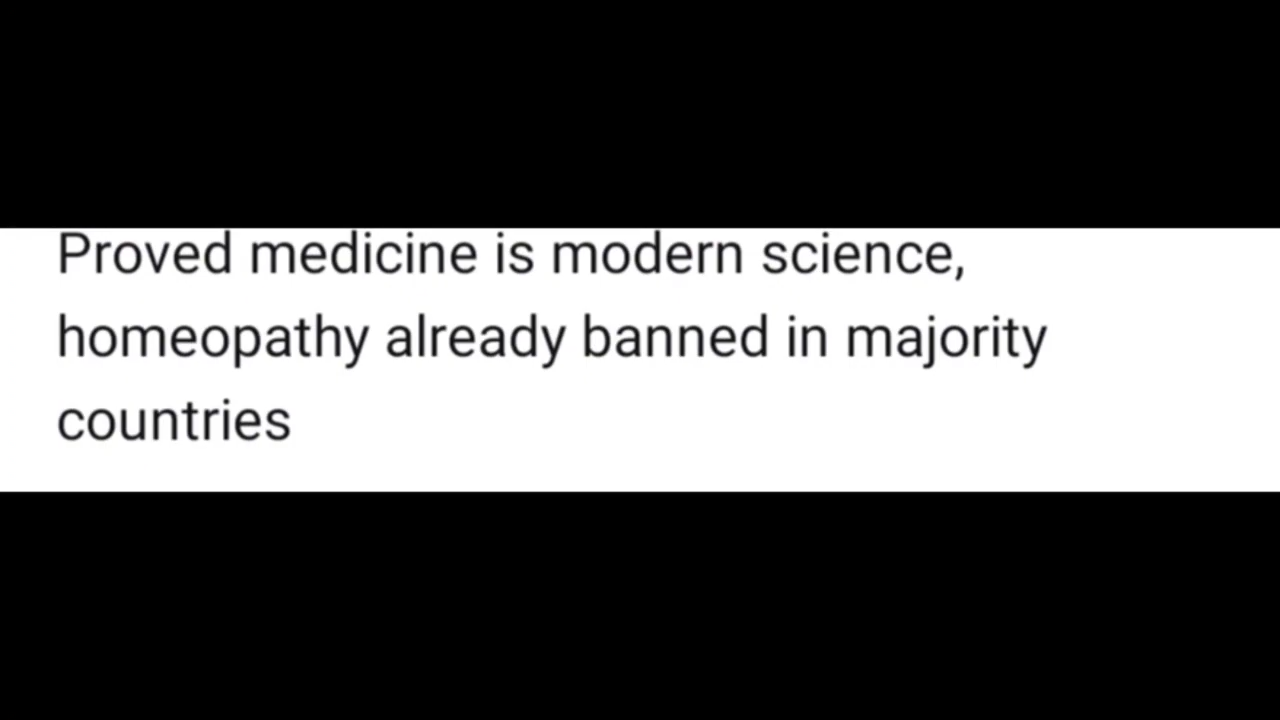 Proved medicine is modern science,
homeopathy already banned in majority
countries